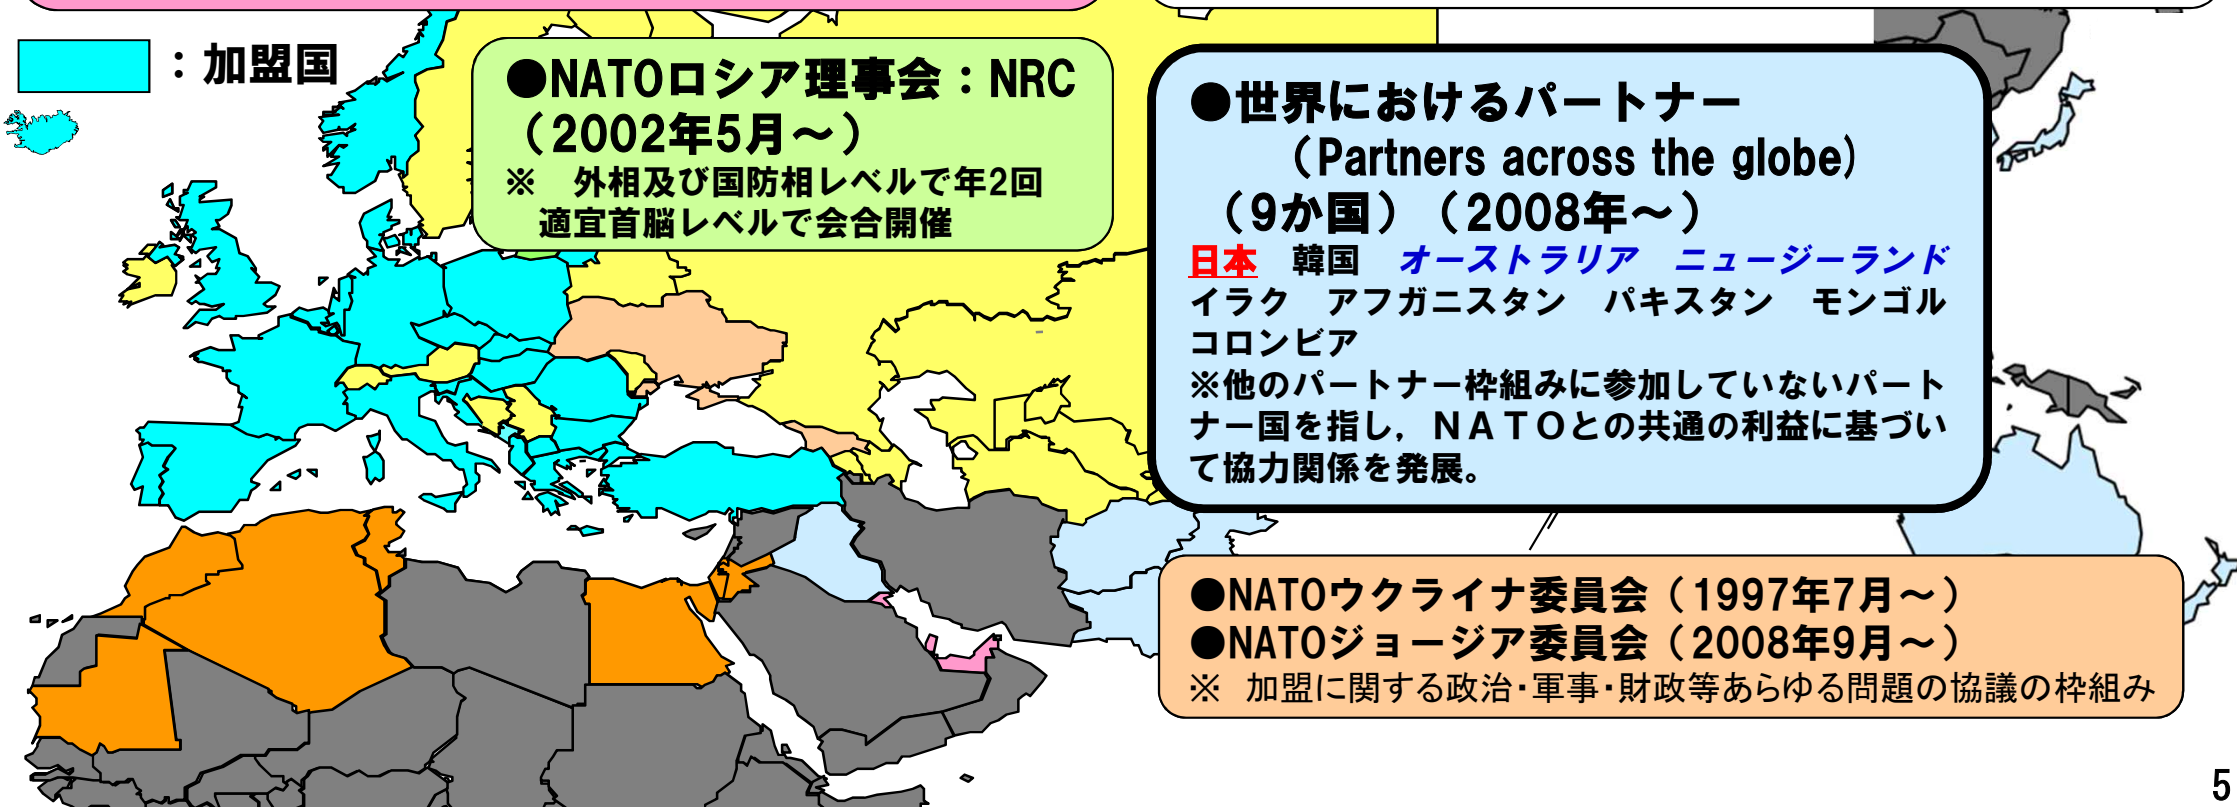 ：加盟国
●NATOロシア理事会：NRC
（2002年5月～）
※　外相及び国防相レベルで年2回
適宜首脳レベルで会合開催
●世界におけるパートナー
（Partners across the globe)
（9か国）（2008年～）
日本　韓国　オーストラリア　ニュージーランド
イラク　アフガニスタン　パキスタン　モンゴル
コロンビア
※他のパートナー枠組みに参加していないパート
ナー国を指し，ＮＡＴＯとの共通の利益に基づい
て協力関係を発展。
●NATOウクライナ委員会（1997年7月～）
●NATOジョージア委員会（2008年9月～）
※　加盟に関する政治・軍事・財政等あらゆる問題の協議の枠組み
5